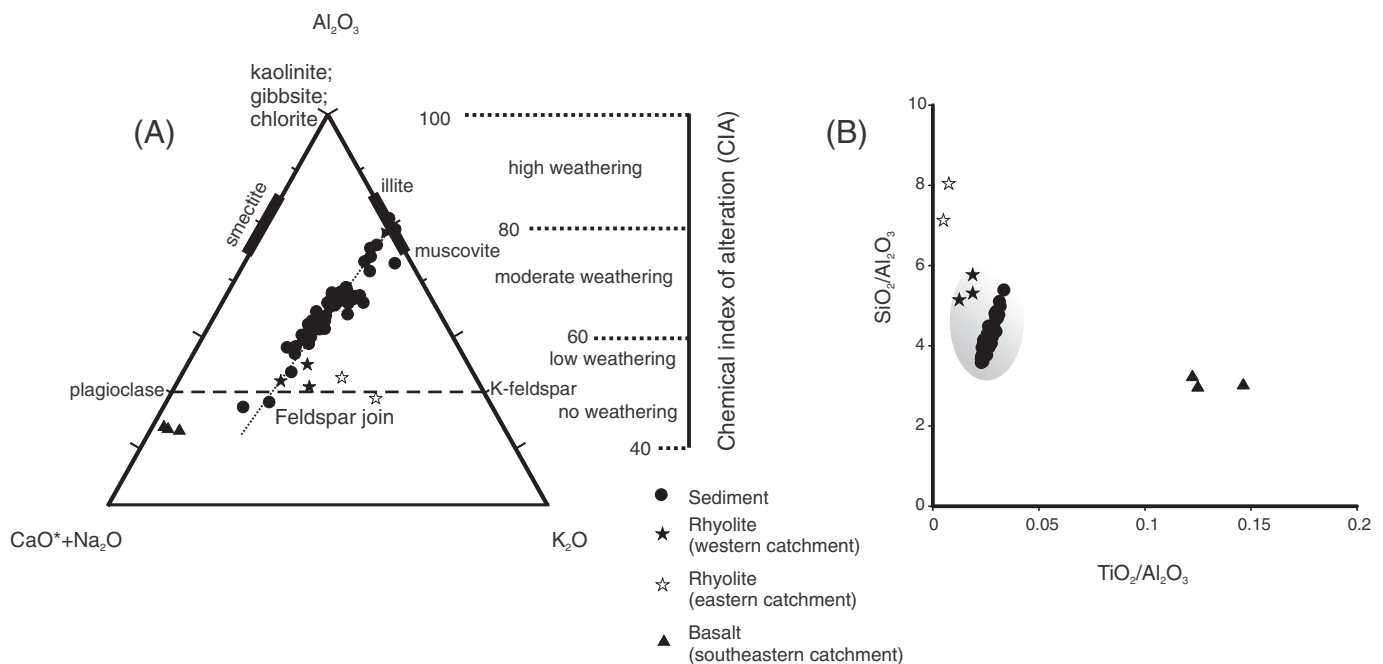 Al₂O₃
kaolinite;
gibbsite;
chlorite
(A)
smectite
illite
muscovite
plagioclase
K-feldspar
Feldspar join
CaO*+Na₂O
K₂O
100
high weathering
80
moderate weathering
60
low weathering
no weathering
40
Chemical index of alteration (CIA)
Sediment
Rhyolite
(western catchment)
Rhyolite
(eastern catchment)
Basalt
(southeastern catchment)
(B)
10
8
6
4
2
0
SiO₂/Al₂O₃
0
0.05
0.1
0.15
0.2
TiO₂/Al₂O₃